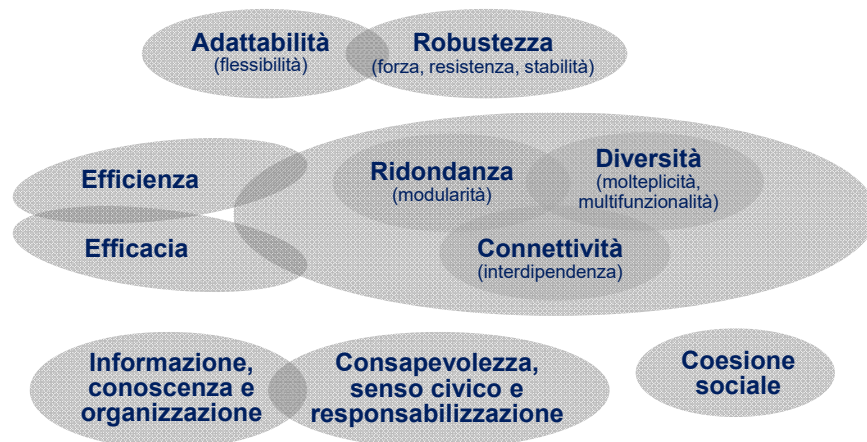 Adattabilità
(flessibilità)
Robustezza
(forza, resistenza, stabilità)
Efficienza
Ridondanza
(modularità)
Diversità
(molteplicità,
multifunzionalità)
Efficacia
Connettività
(interdipendenza)
Informazione,
conoscenza e
organizzazione
Consapevolezza,
senso civico e
responsabilizzazione
Coesione
sociale